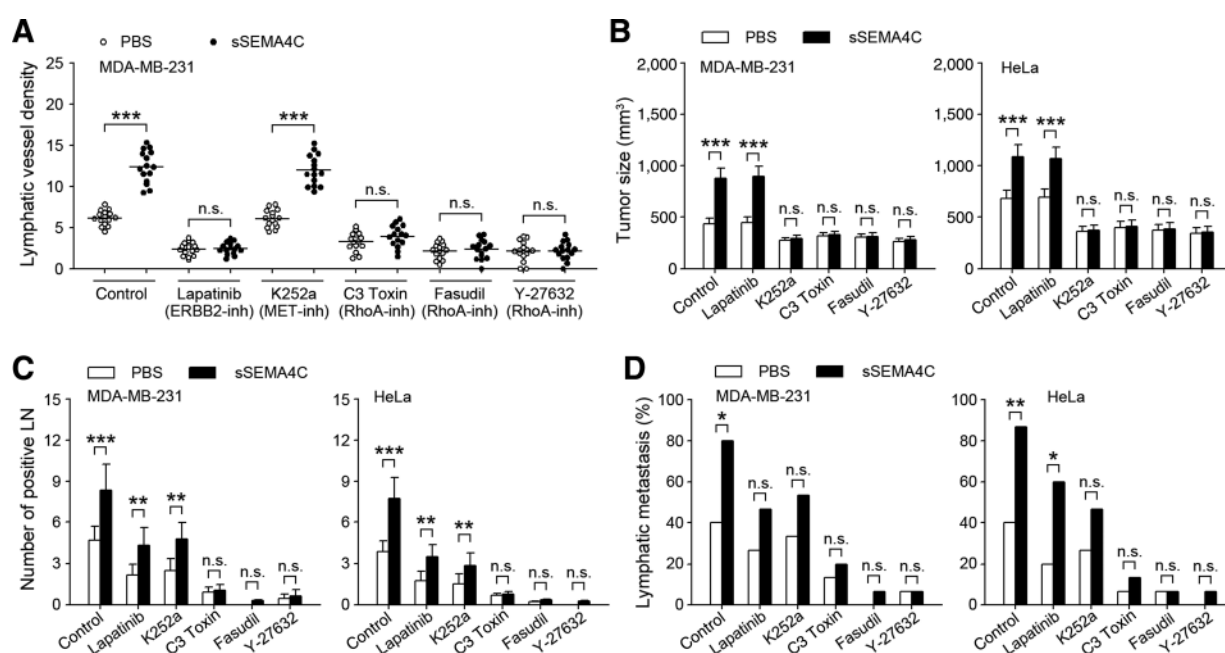 A
PBS
sSEMA4C
MDA-MB-231
Lymphatic vessel density
25
20
15
10
5
0
***
n.s.
***
n.s.
n.s.
n.s.
Control
Lapatinib
(ERBB2-inh)
K252a
(MET-inh)
C3 Toxin
(RhoA-inh)
Fasudil
(RhoA-inh)
Y-27632
(RhoA-inh)
B
PBS
sSEMA4C
MDA-MB-231
Tumor size (mm³)
2,000
1,500
1,000
500
0
***
***
n.s.
n.s.
n.s.
n.s.
Control
Lapatinib
K252a
C3 Toxin
Fasudil
Y-27632
HeLa
2,000
1,500
1,000
500
0
***
***
n.s.
n.s.
n.s.
n.s.
Control
Lapatinib
K252a
C3 Toxin
Fasudil
Y-27632
C
PBS
sSEMA4C
MDA-MB-231
Number of positive LN
15
12
9
6
3
0
***
**
**
n.s.
n.s.
n.s.
Control
Lapatinib
K252a
C3 Toxin
Fasudil
Y-27632
HeLa
15
12
9
6
3
0
***
**
**
n.s.
n.s.
n.s.
Control
Lapatinib
K252a
C3 Toxin
Fasudil
Y-27632
D
PBS
sSEMA4C
MDA-MB-231
Lymphatic metastasis (%)
100
80
60
40
20
0
*
n.s.
n.s.
n.s.
n.s.
n.s.
Control
Lapatinib
K252a
C3 Toxin
Fasudil
Y-27632
HeLa
100
80
60
40
20
0
**
*
n.s.
n.s.
n.s.
n.s.
Control
Lapatinib
K252a
C3 Toxin
Fasudil
Y-27632